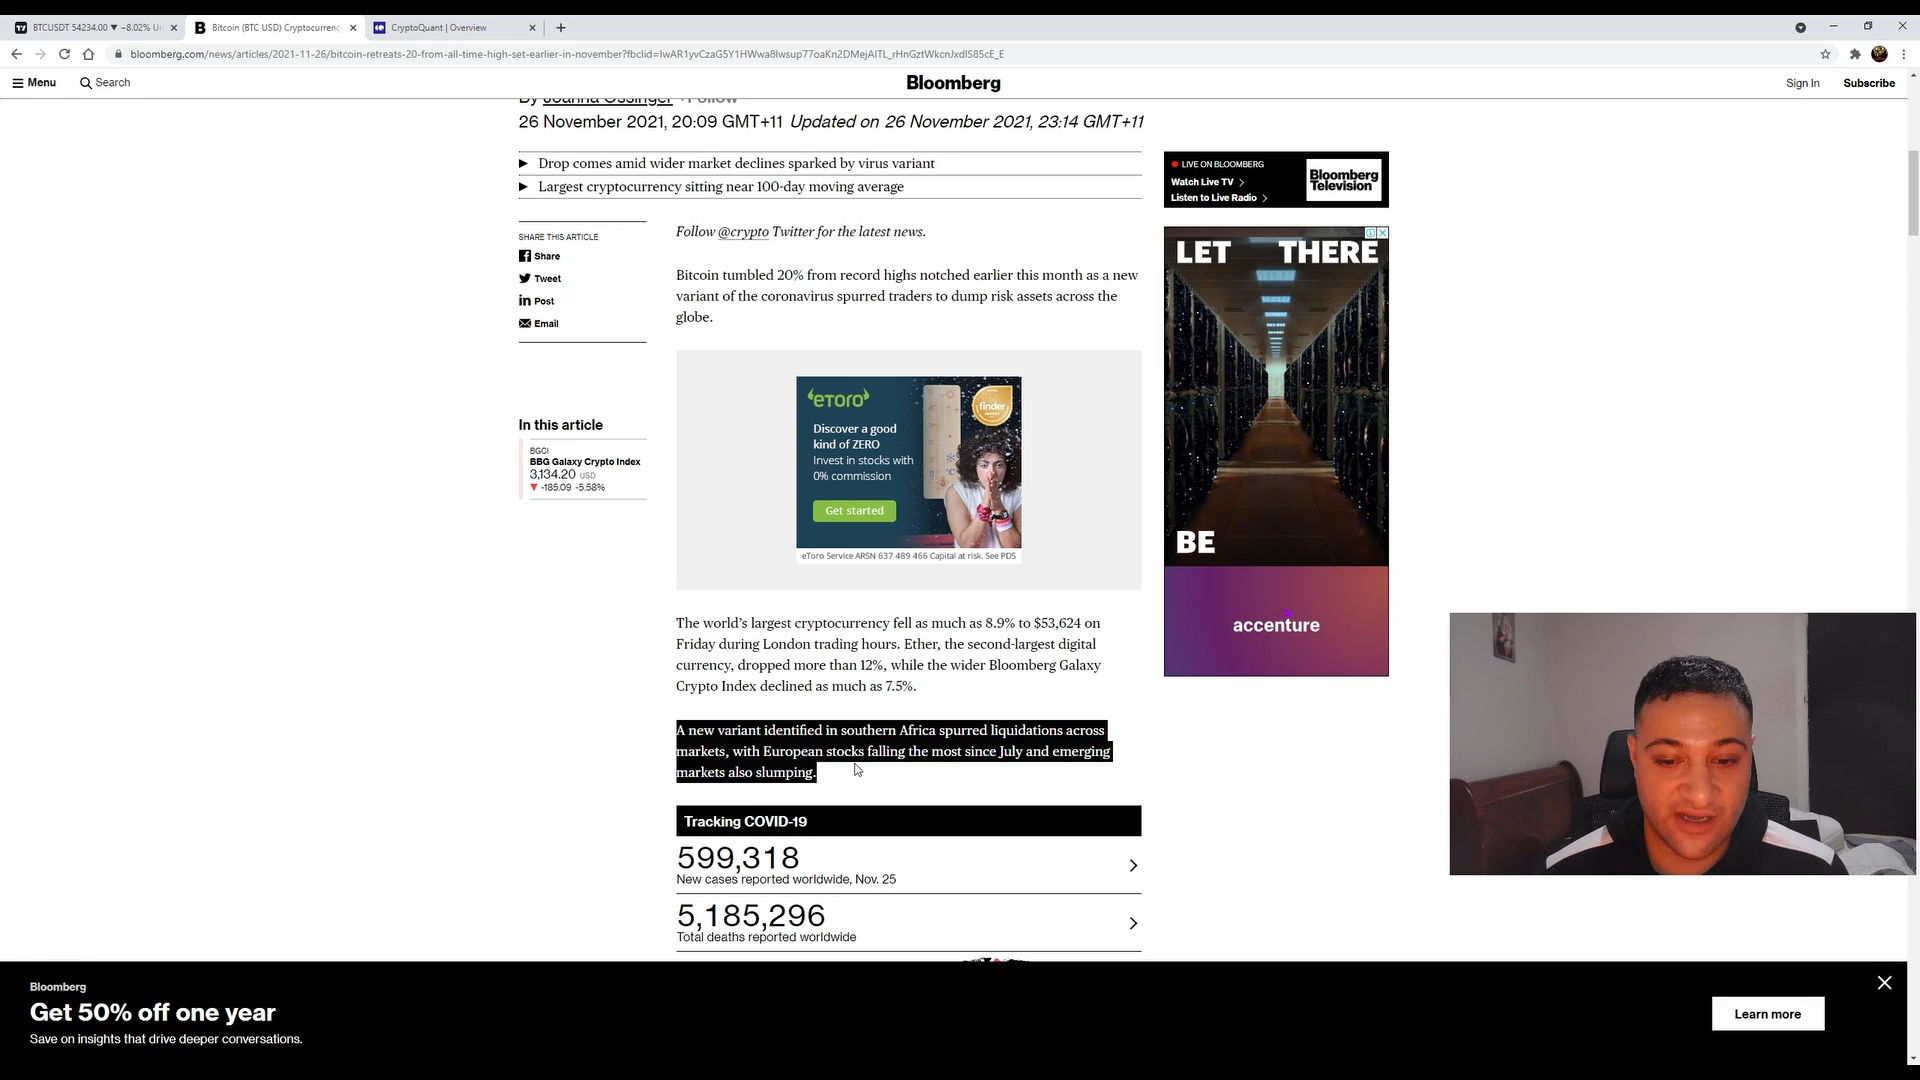 BTCUSDT 54234.00 ▼ −8.02% Un
Bitcoin (BTC USD) Cryptocurrency
CryptoQuant | Overview
bloomberg.com/news/articles/2021-11-26/bitcoin-retreats-20-from-all-time-high-set-earlier-in-november?fbclid=IwAR1yvCzaG5Y1HWwa8lwsup77oaKn2DMejAITL_rHnGztWkcnJxdIS85cE_E
Menu
Search
Bloomberg
Sign In
Subscribe
By Joanna Ossinger +Follow
26 November 2021, 20:09 GMT+11 Updated on 26 November 2021, 23:14 GMT+11
Drop comes amid wider market declines sparked by virus variant
Largest cryptocurrency sitting near 100-day moving average
LIVE ON BLOOMBERG
Watch Live TV
Listen to Live Radio
Bloomberg
Television
SHARE THIS ARTICLE
Share
Tweet
Post
Email
Follow @crypto Twitter for the latest news.
Bitcoin tumbled 20% from record highs notched earlier this month as a new
variant of the coronavirus spurred traders to dump risk assets across the
globe.
LET THERE
BE
accenture
In this article
BGCI
BBG Galaxy Crypto Index
3,134.20 USD
▼ -185.09 -5.58%
eToro
finder
Discover a good
kind of ZERO
Invest in stocks with
0% commission
Get started
eToro Service ARSN 637 489 466 Capital at risk. See PDS
The world's largest cryptocurrency fell as much as 8.9% to $53,624 on
Friday during London trading hours. Ether, the second-largest digital
currency, dropped more than 12%, while the wider Bloomberg Galaxy
Crypto Index declined as much as 7.5%.
A new variant identified in southern Africa spurred liquidations across
markets, with European stocks falling the most since July and emerging
markets also slumping.
Tracking COVID-19
599,318
New cases reported worldwide, Nov. 25
5,185,296
Total deaths reported worldwide
Bloomberg
Get 50% off one year
Save on insights that drive deeper conversations.
Learn more